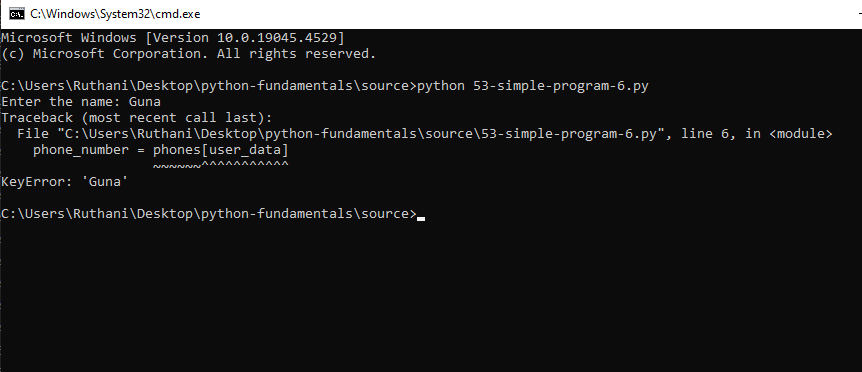 C:\Windows\System32\cmd.exe
Microsoft Windows [Version 10.0.19045.4529]
(c) Microsoft Corporation. All rights reserved.
C:\Users\Ruthani\Desktop\python-fundamentals\source>python 53-simple-program-6.py
Enter the name: Guna
Traceback (most recent call last):
  File "C:\Users\Ruthani\Desktop\python-fundamentals\source\53-simple-program-6.py", line 6, in <module>
    phone_number = phones[user_data]
                   ~~~~~~^^^^^^^^^^^
KeyError: 'Guna'
C:\Users\Ruthani\Desktop\python-fundamentals\source>